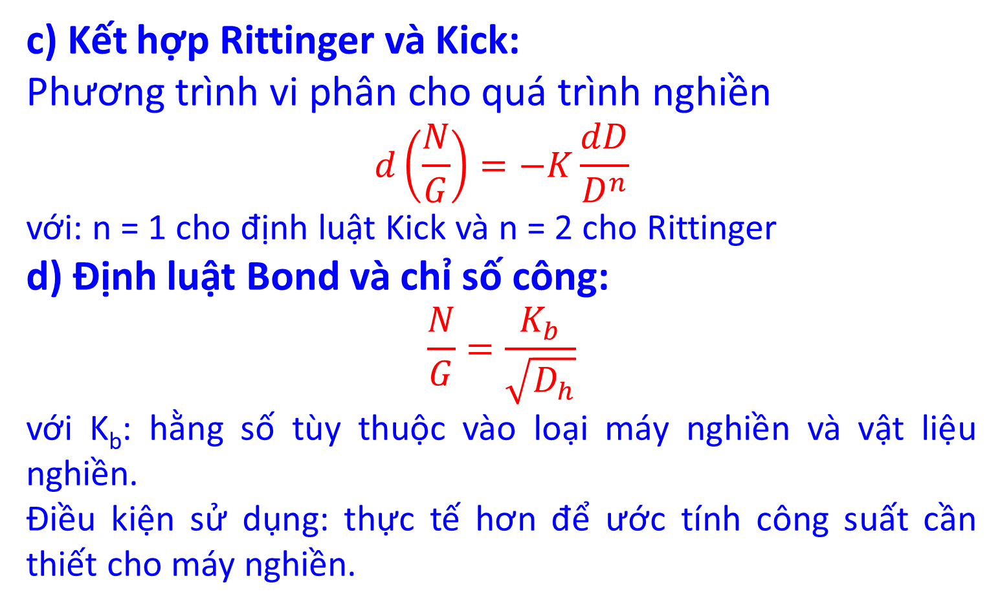 c) Kết hợp Rittinger và Kick:
Phương trình vi phân cho quá trình nghiền
$d\left(\frac{N}{G}\right) = -K\frac{dD}{D^n}$
với: n = 1 cho định luật Kick và n = 2 cho Rittinger
d) Định luật Bond và chỉ số công:
$\frac{N}{G} = \frac{K_b}{\sqrt{D_h}}$
với K_b: hằng số tùy thuộc vào loại máy nghiền và vật liệu
nghiền.
Điều kiện sử dụng: thực tế hơn để ước tính công suất cần
thiết cho máy nghiền.